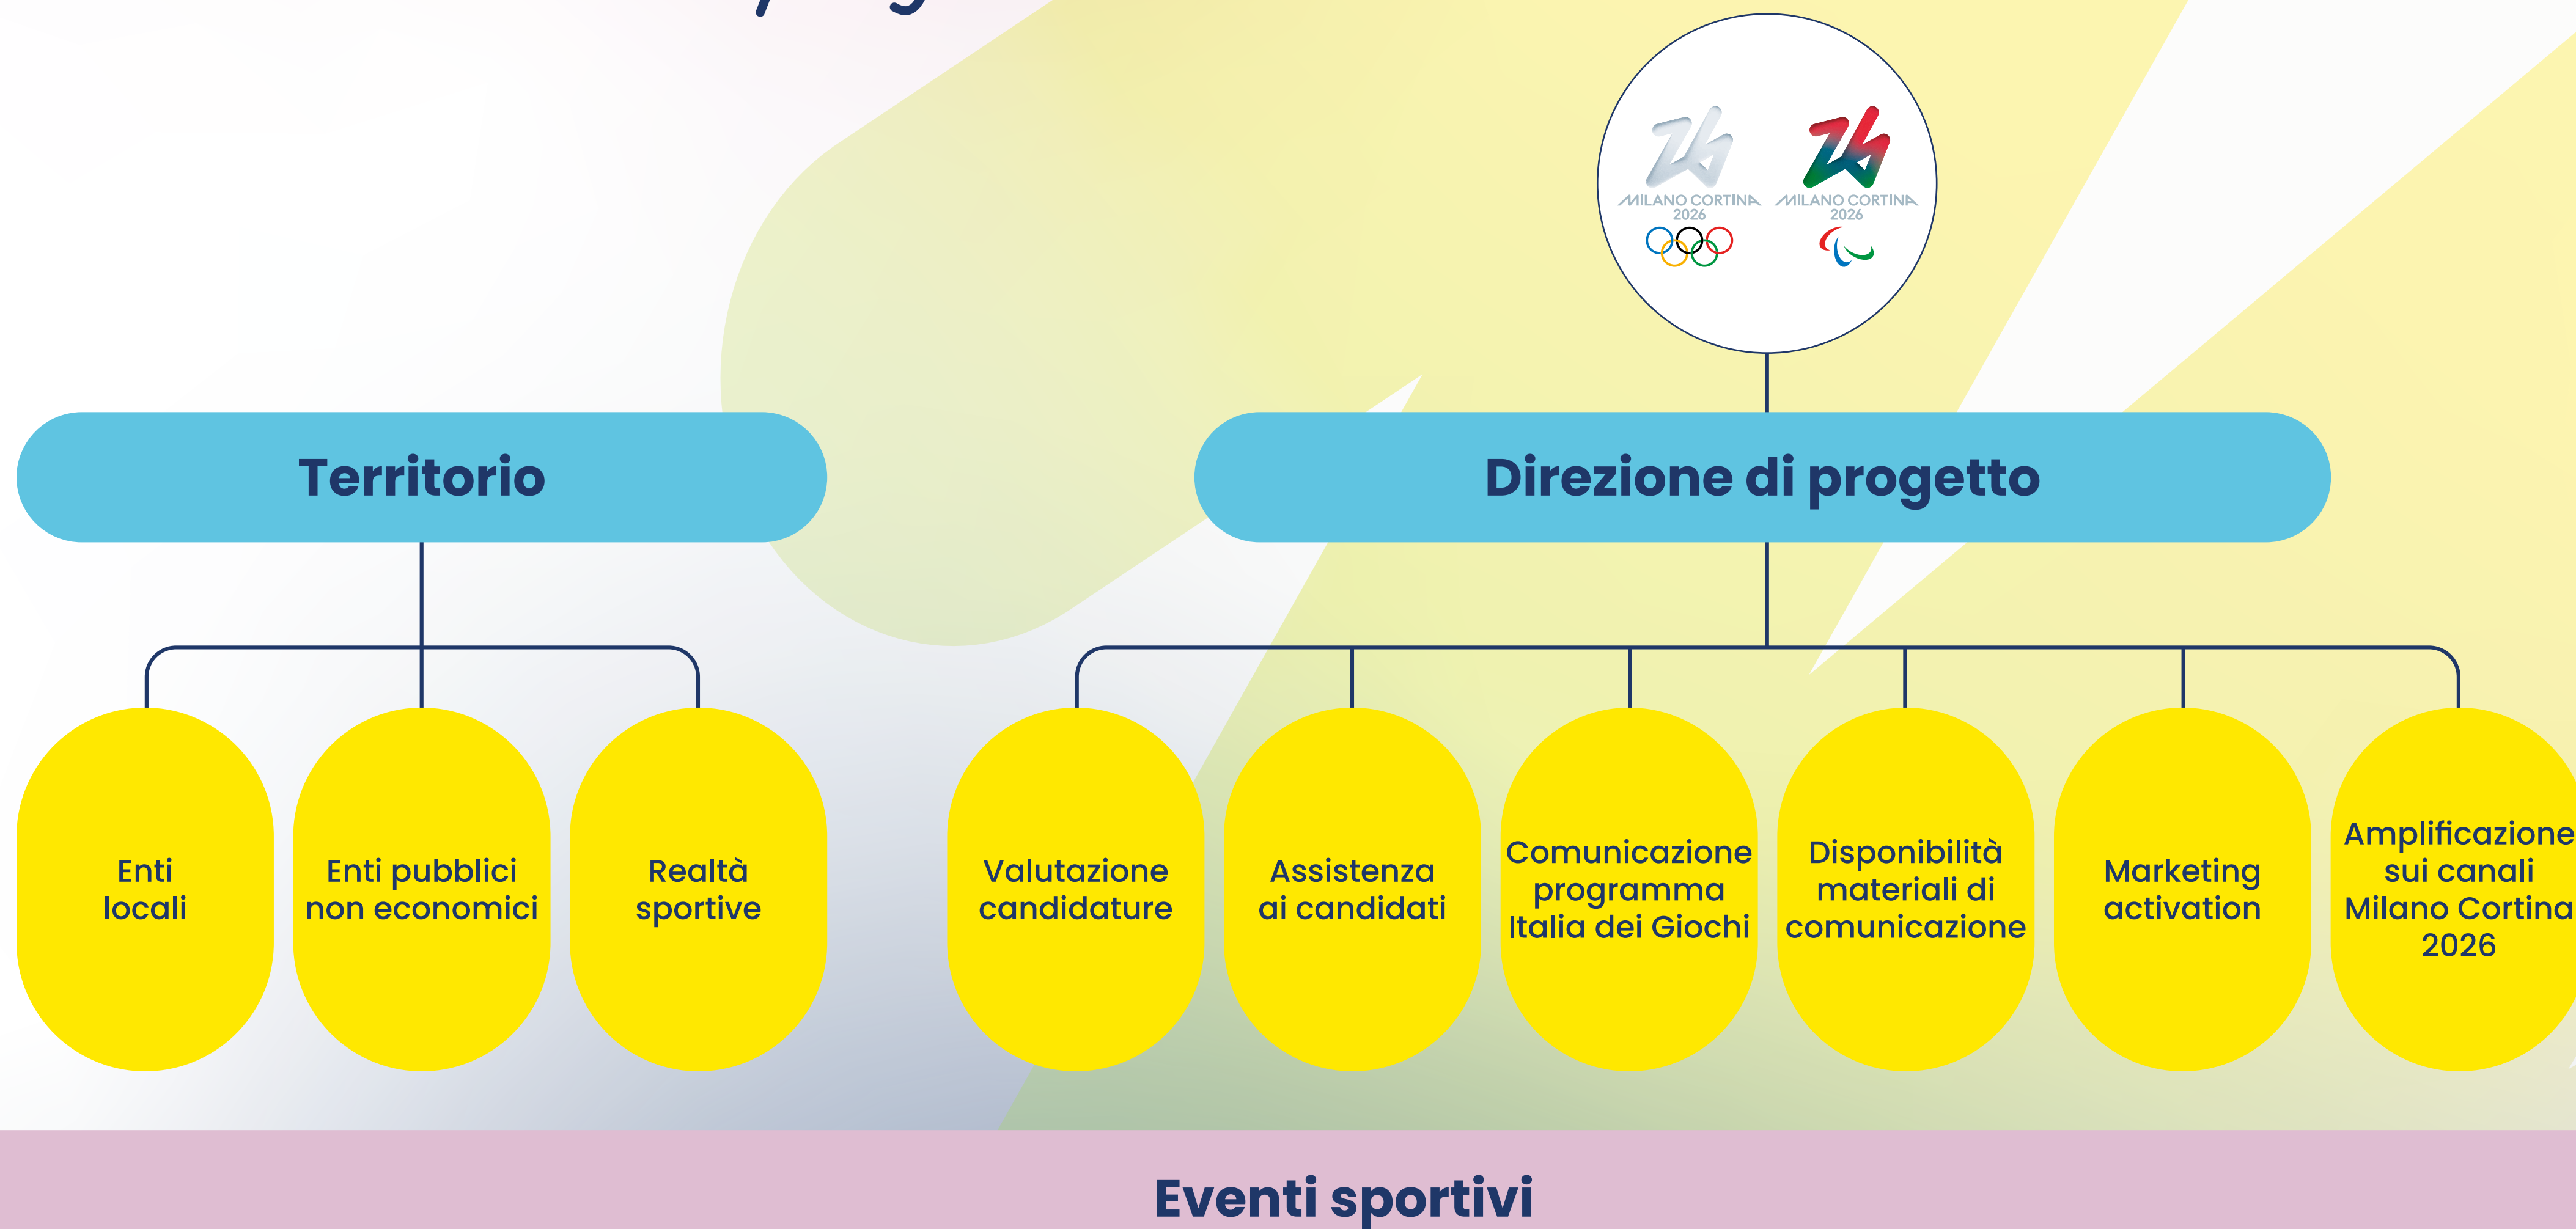 MILANO CORTINA
2026
MILANO CORTINA
2026
Territorio
Direzione di progetto
Enti
locali
Enti pubblici
non economici
Realtà
sportive
Valutazione
candidature
Assistenza
ai candidati
Comunicazione
programma
Italia dei Giochi
Disponibilità
materiali di
comunicazione
Marketing
activation
Amplificazione
sui canali
Milano Cortina
2026
Eventi sportivi